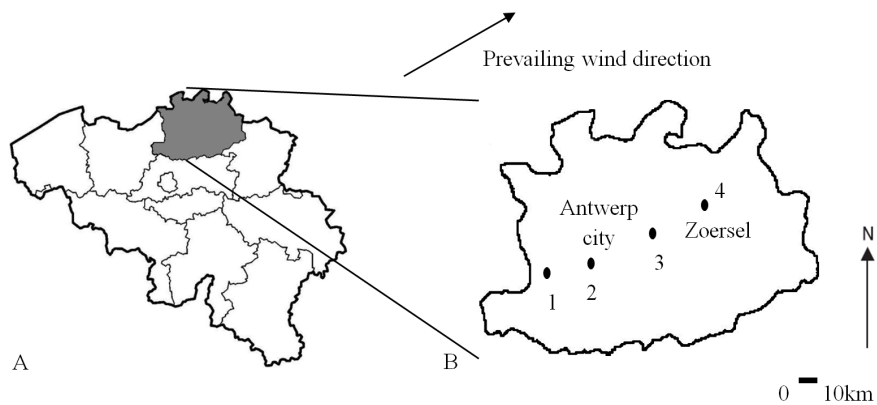 Prevailing wind direction
4
Antwerp
city
Zoersel
N
3
1
2
A
B
0 10km